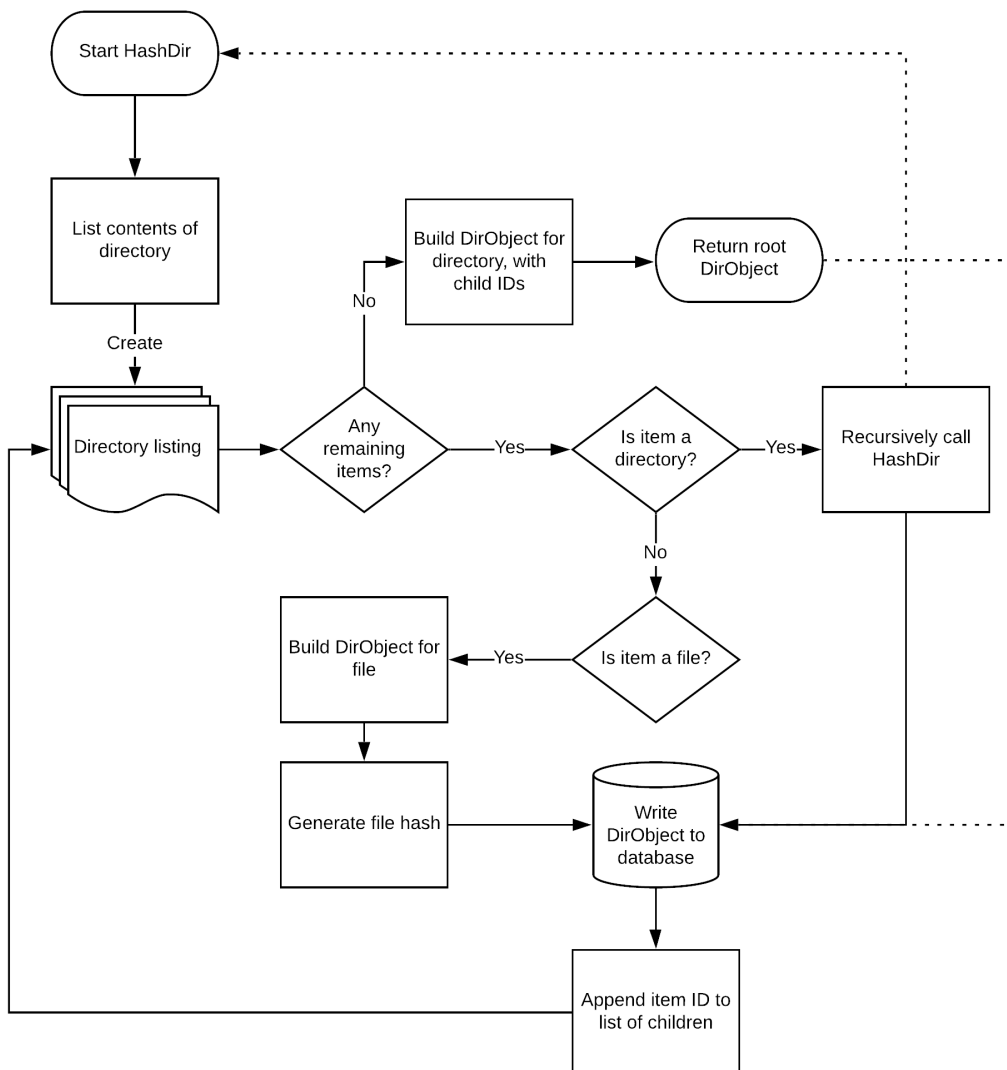 Start HashDir
List contents of
directory
Create
Directory listing
Any
remaining
items?
No
Build DirObject for
directory, with
child IDs
Return root
DirObject
Yes
Is item a
directory?
Yes
Recursively call
HashDir
No
Is item a file?
Yes
Build DirObject for
file
Generate file hash
Write
DirObject to
database
Append item ID to
list of children